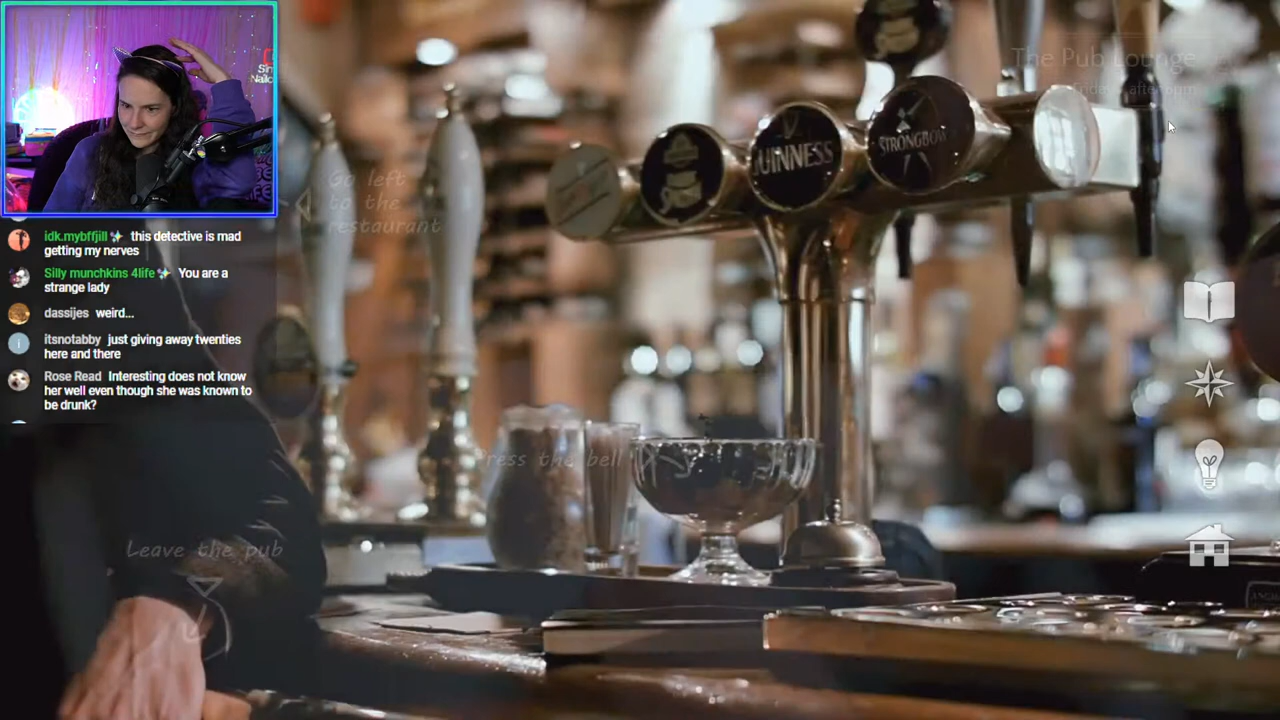 The Pub Lounge
Friday, after 6pm
Go left
to the
restaurant
GUINNESS
STRONGBOW
idk.mybffjill this detective is mad
getting my nerves
Silly munchkins 4life You are a
strange lady
dassijes weird...
itsnotabby just giving away twenties
here and there
Rose Read Interesting does not know
her well even though she was known to
be drunk?
Press the bell
Leave the pub